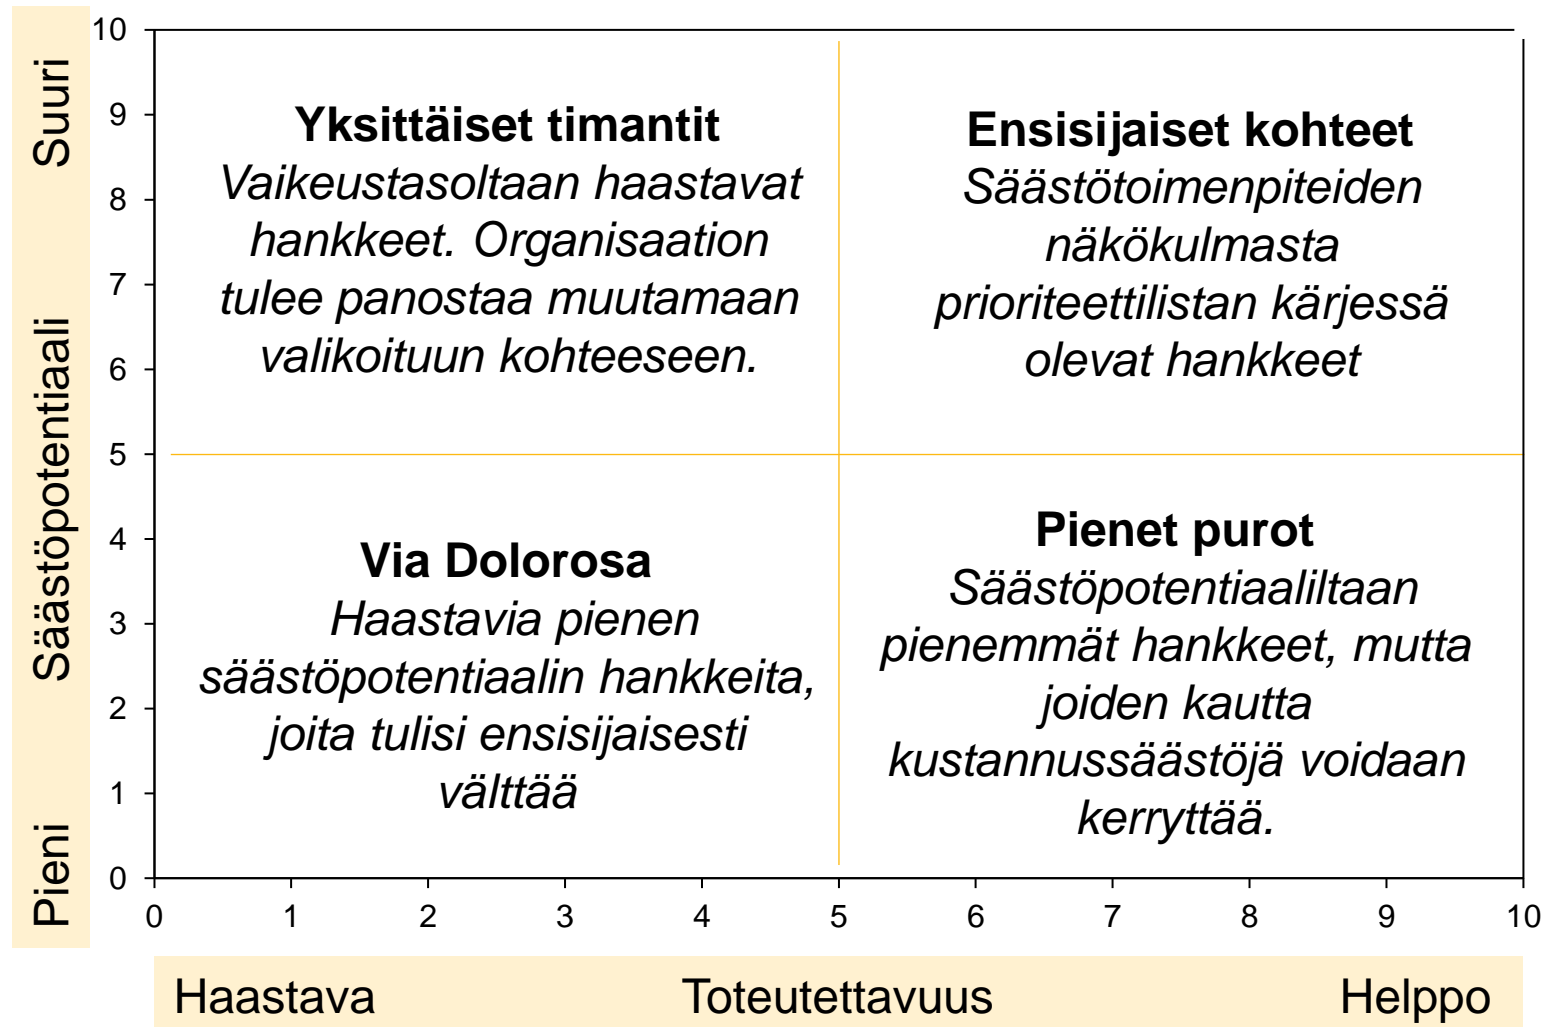 Suuri
Säästöpotentiaali
Pieni
10
9
8
7
6
5
4
3
2
1
0
Yksittäiset timantit
Vaikeustasoltaan haastavat
hankkeet. Organisaation
tulee panostaa muutamaan
valikoituun kohteeseen.
Ensisijaiset kohteet
Säästötoimenpiteiden
näkökulmasta
prioriteettilistan kärjessä
olevat hankkeet
Via Dolorosa
Haastavia pienen
säästöpotentiaalin hankkeita,
joita tulisi ensisijaisesti
välttää
Pienet purot
Säästöpotentiaaliltaan
pienemmät hankkeet, mutta
joiden kautta
kustannussäästöjä voidaan
kerryttää.
0 1 2 3 4 5 6 7 8 9 10
Haastava Toteutettavuus Helppo